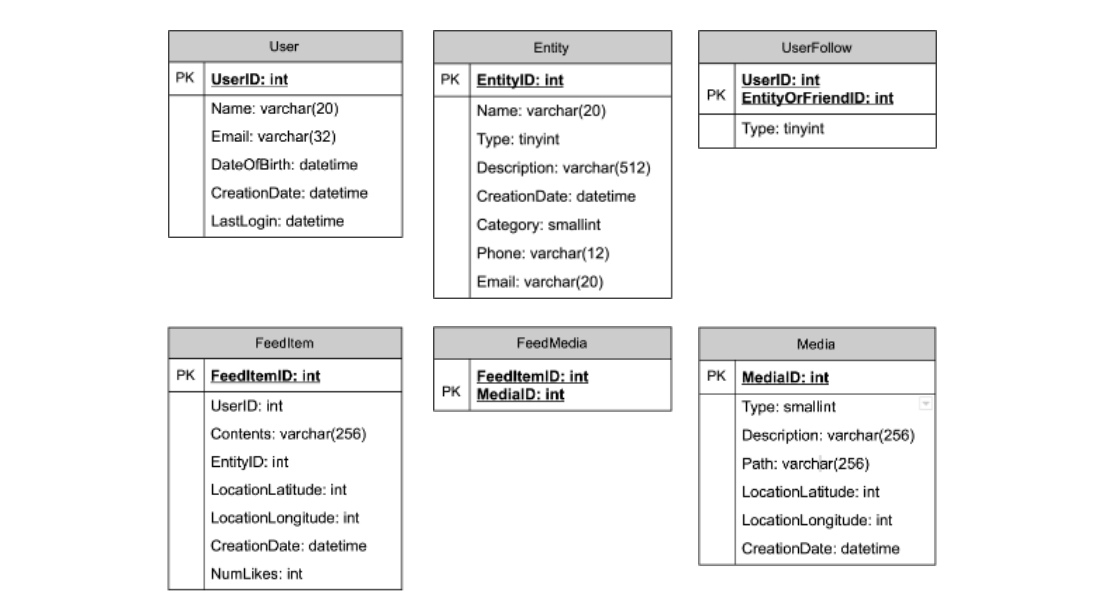 User
PK
UserID: int
Name: varchar(20)
Email: varchar(32)
DateOfBirth: datetime
CreationDate: datetime
LastLogin: datetime
Entity
PK
EntityID: int
Name: varchar(20)
Type: tinyint
Description: varchar(512)
CreationDate: datetime
Category: smallint
Phone: varchar(12)
Email: varchar(20)
UserFollow
PK
UserID: int
EntityOrFriendID: int
Type: tinyint
FeedItem
PK
FeedItemID: int
UserID: int
Contents: varchar(256)
EntityID: int
LocationLatitude: int
LocationLongitude: int
CreationDate: datetime
NumLikes: int
FeedMedia
PK
FeedItemID: int
MediaID: int
Media
PK
MediaID: int
Type: smallint
Description: varchar(256)
Path: varchar(256)
LocationLatitude: int
LocationLongitude: int
CreationDate: datetime